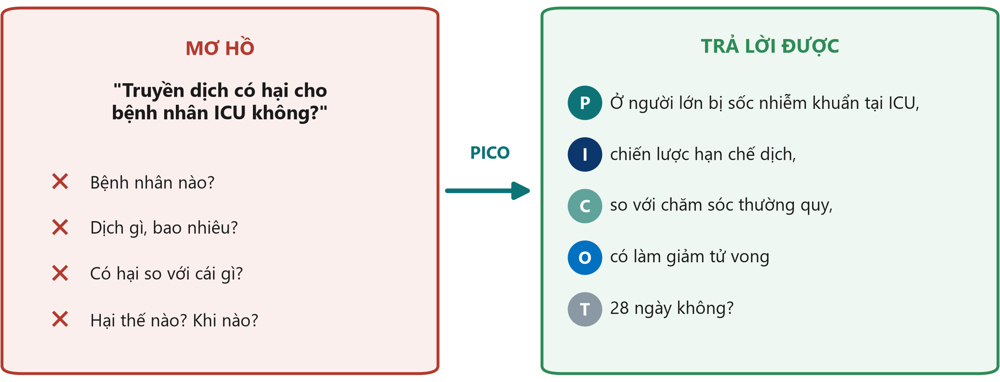 MƠ HỒ
"Truyền dịch có hại cho
bệnh nhân ICU không?"
Bệnh nhân nào?
Dịch gì, bao nhiêu?
Có hại so với cái gì?
Hại thế nào? Khi nào?
PICO
TRẢ LỜI ĐƯỢC
P Ở người lớn bị sốc nhiễm khuẩn tại ICU,
I chiến lược hạn chế dịch,
C so với chăm sóc thường quy,
O có làm giảm tử vong
T 28 ngày không?